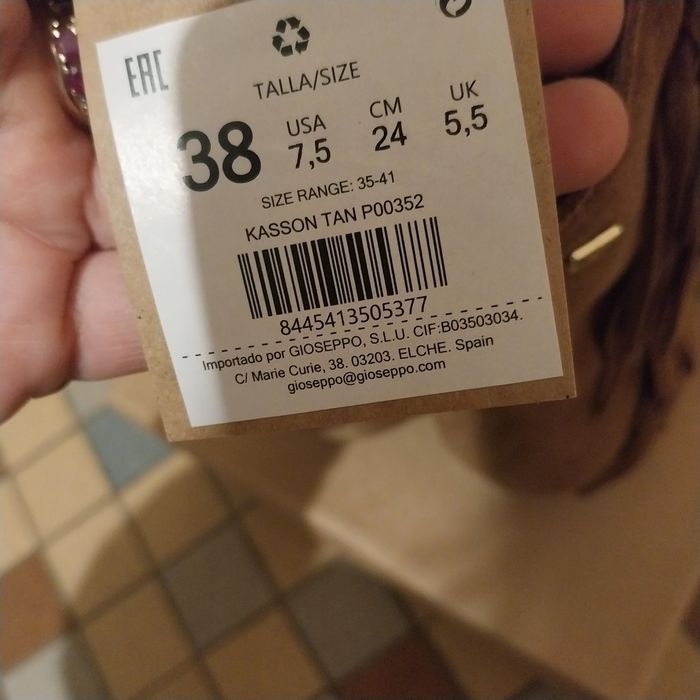 EAC
TALLA/SIZE
38 USA 7,5 CM 24 UK 5,5
SIZE RANGE: 35-41
KASSON TAN P00352
8445413505377
Importado por GIOSEPPO, S.L.U. CIF:B03503034.
C/ Marie Curie, 38. 03203. ELCHE. Spain
gioseppo@gioseppo.com